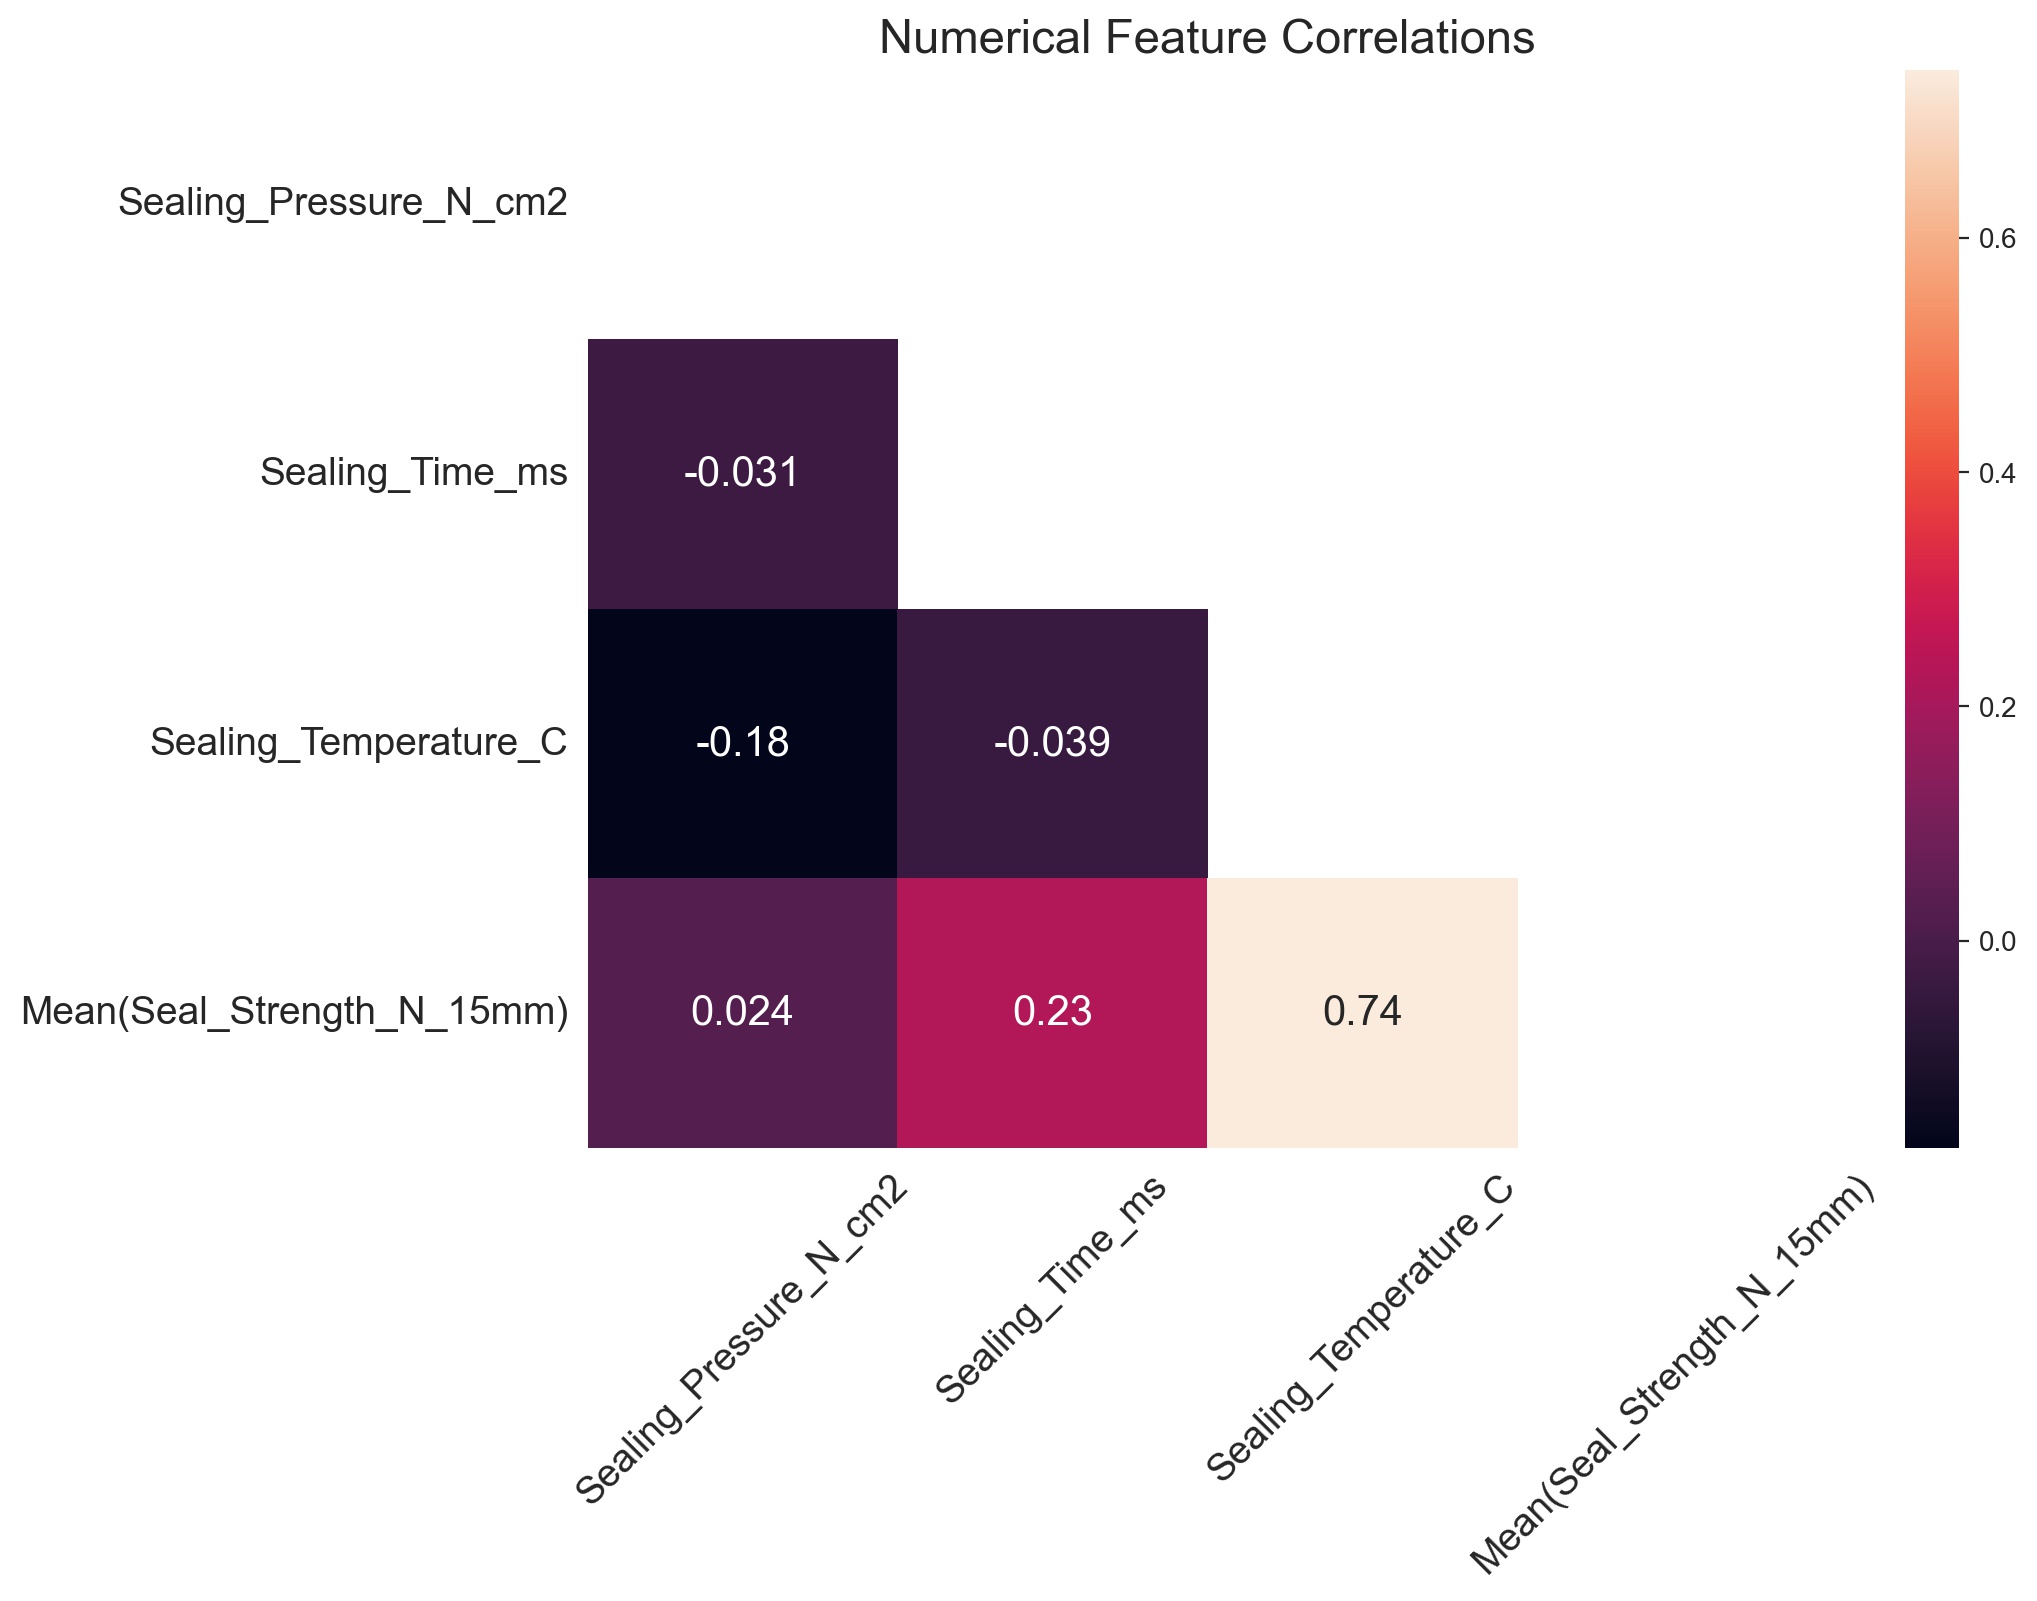 Numerical Feature Correlations
Sealing_Pressure_N_cm2
Sealing_Time_ms
-0.031
Sealing_Temperature_C
-0.18
-0.039
Mean(Seal_Strength_N_15mm)
0.024
0.23
0.74
Sealing_Pressure_N_cm2
Sealing_Time_ms
Sealing_Temperature_C
Mean(Seal_Strength_N_15mm)
0.6
0.4
0.2
0.0